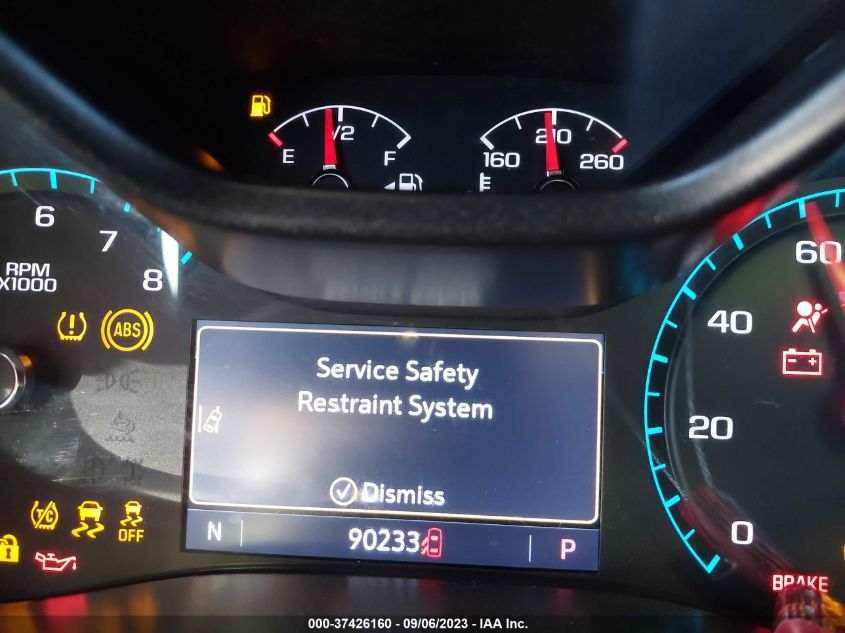 1/2
E
F
210
160
260
6
7
8
RPM
X1000
ABS
60
40
20
0
Service Safety
Restraint System
Dismiss
T/C
OFF
N
90233
P
BRAKE
000-37426160 - 09/06/2023 - IAA Inc.